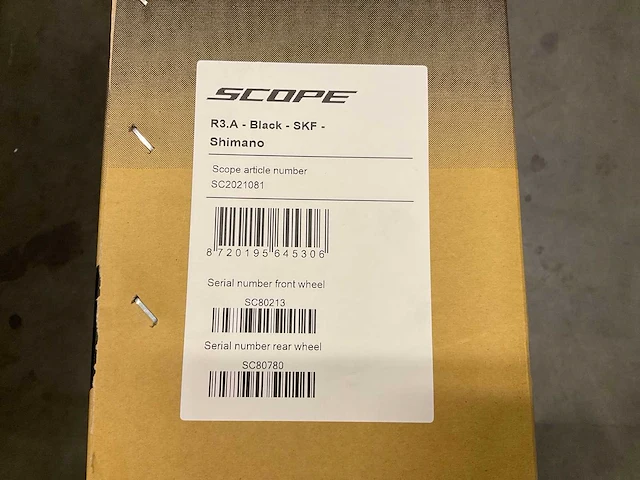 SCOPE
R3.A - Black - SKF -
Shimano
Scope article number
SC2021081
8 720195 645306
Serial number front wheel
SC80213
Serial number rear wheel
SC80780